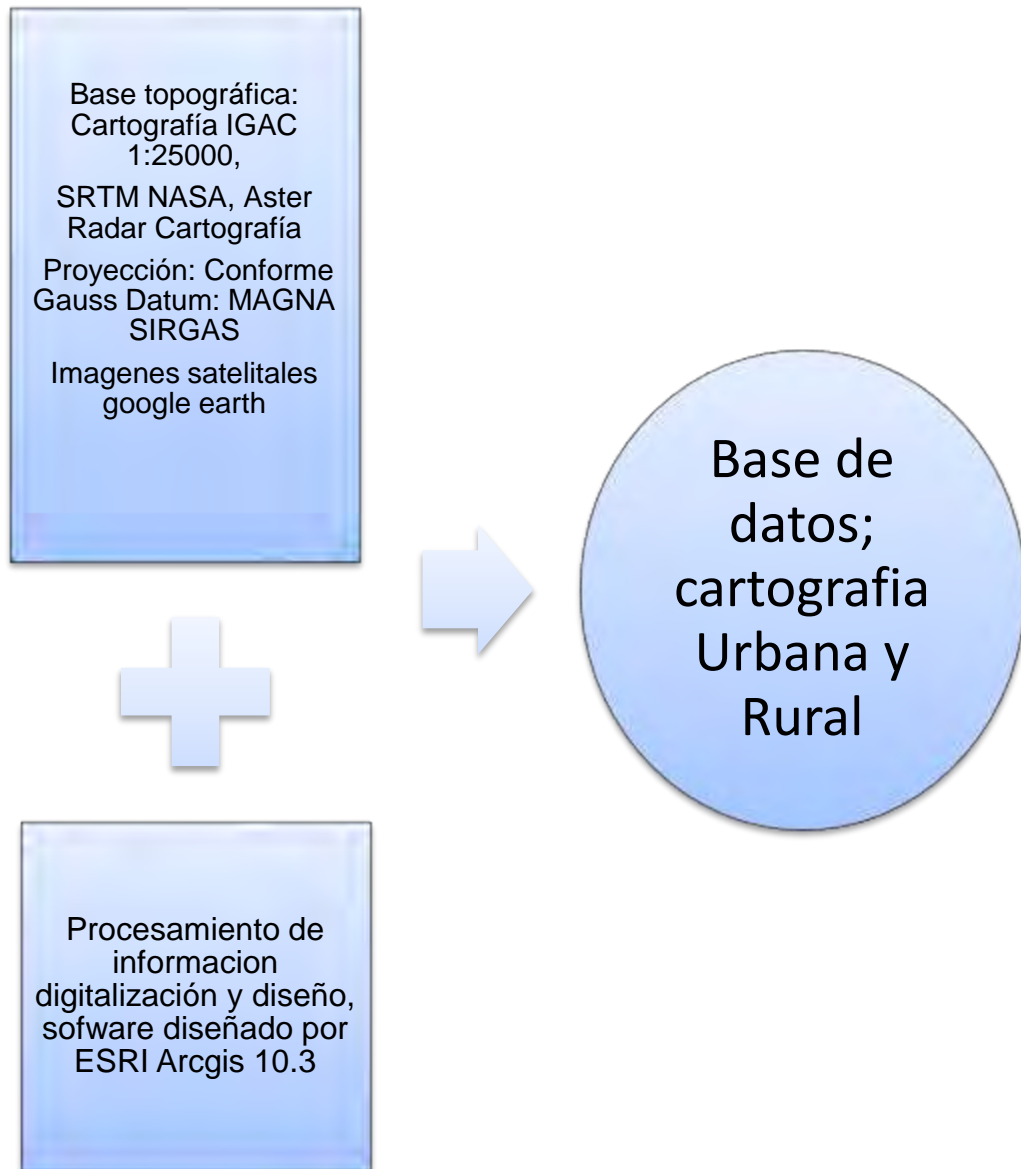 Base topográfica:
Cartografía IGAC
1:25000,
SRTM NASA, Aster
Radar Cartografía
Proyección: Conforme
Gauss Datum: MAGNA
SIRGAS
Imagenes satelitales
google earth
Base de
datos;
cartografia
Urbana y
Rural
Procesamiento de
informacion
digitalización y diseño,
sofware diseñado por
ESRI Arcgis 10.3